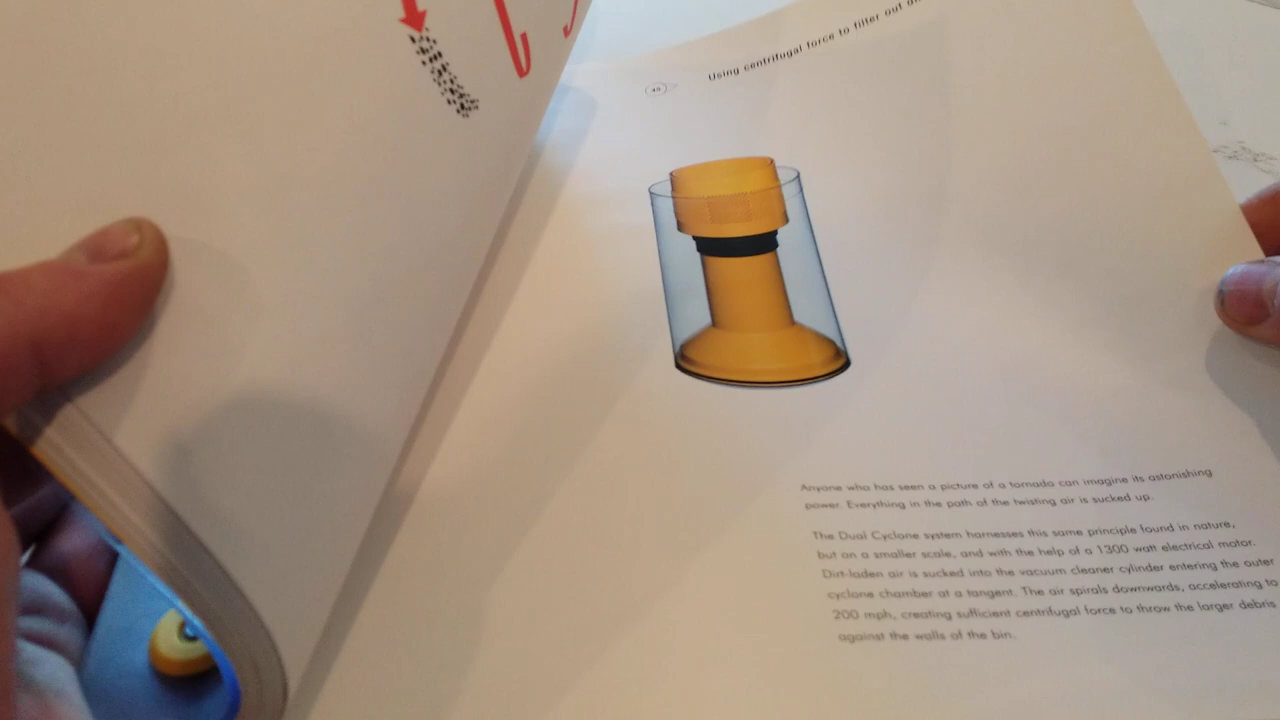 49
Using centrifugal force to filter out
Anyone who has seen a picture of a tornado can imagine its astonishing
power. Everything in the path of the twisting air is sucked up.
The Dual Cyclone system harnesses this same principle found in nature,
but on a smaller scale, and with the help of a 1300 watt electrical motor.
Dirt-laden air is sucked into the vacuum cleaner cylinder entering the outer
cyclone chamber at a tangent. The air spirals downwards, accelerating to
200 mph, creating sufficient centrifugal force to throw the larger debris
against the walls of the bin.